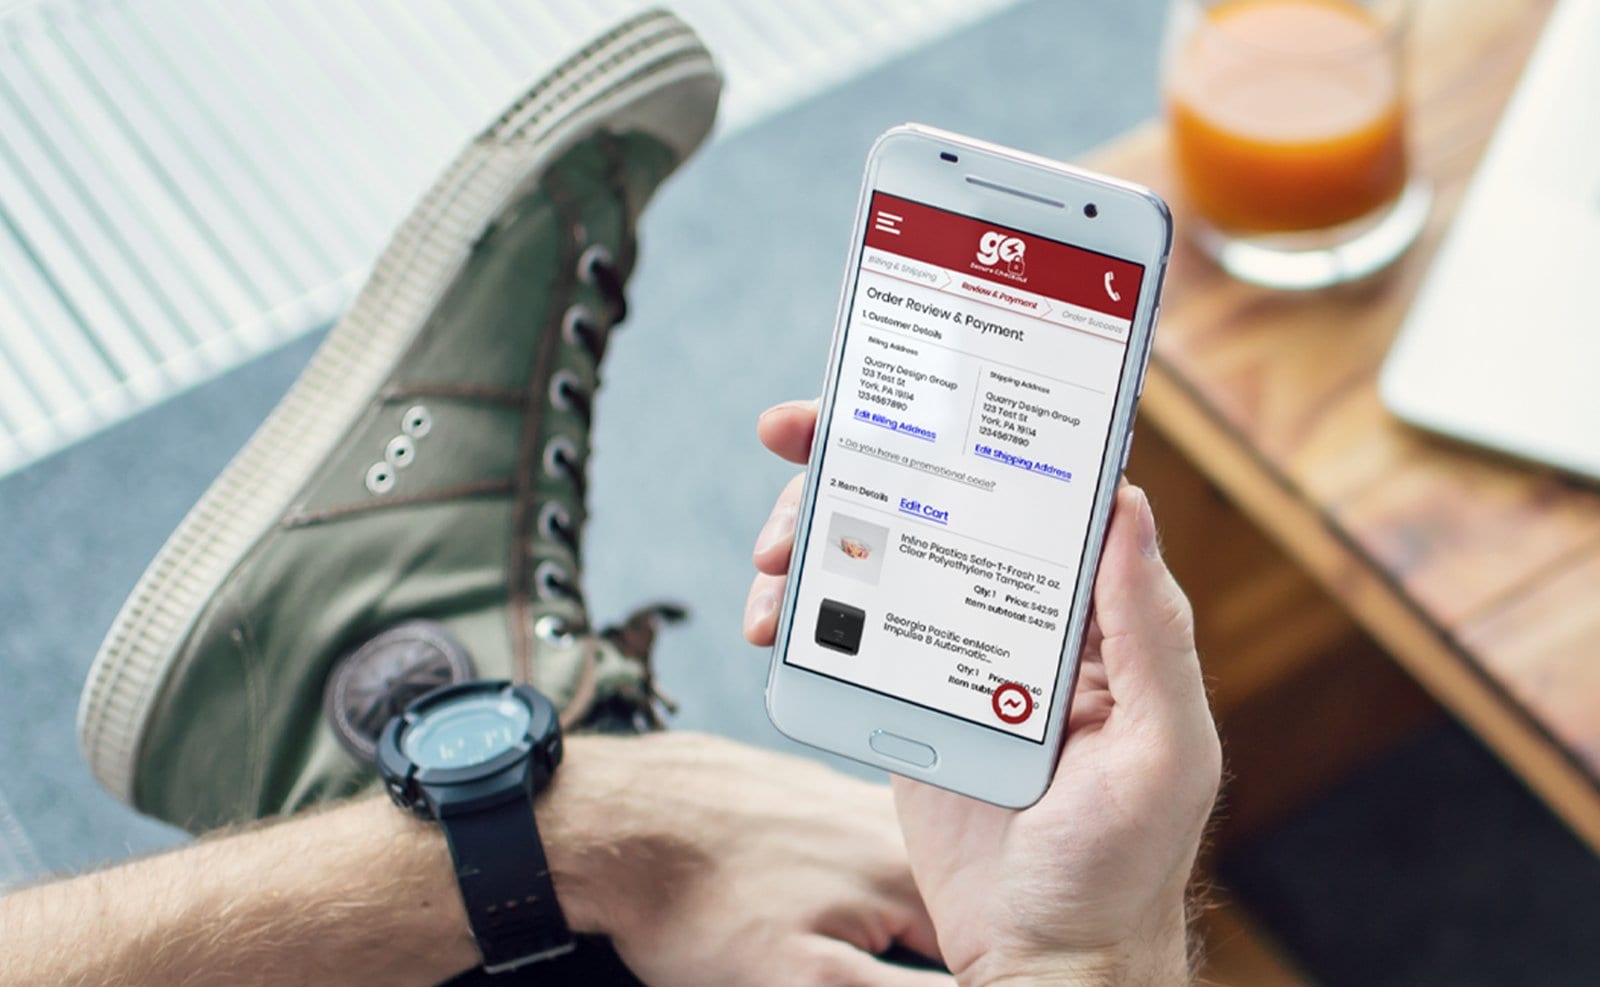 go
Secure Checkout
Billing & Shipping
Review & Payment
Order Success
Order Review & Payment
1. Customer Details
Billing Address
Quarry Design Group
123 Test St
York, PA 19114
1234567890
Edit Billing Address
Shipping Address
Quarry Design Group
123 Test St
York, PA 19114
1234567890
Edit Shipping Address
+ Do you have a promotional code?
2. Item Details
Edit Cart
Inline Plastics Safe-T-Fresh 12 oz.
Clear Polyethylene Tamper...
Qty: 1 Price: $42.95
Item subtotal: $42.95
Georgia Pacific enMotion
Impulse 8 Automatic...
Qty: 1
Item